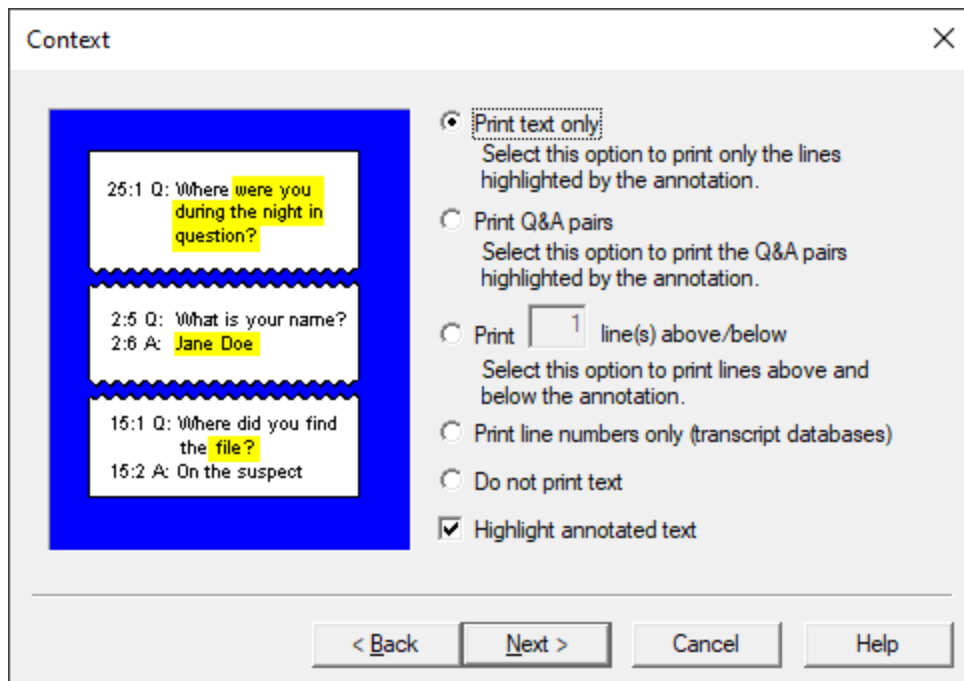 Context
25:1 Q: Where were you
during the night in
question?
2:5 Q: What is your name?
2:6 A: Jane Doe
15:1 Q: Where did you find
the file?
15:2 A: On the suspect
Print text only
Select this option to print only the lines
highlighted by the annotation.
Print Q&A pairs
Select this option to print the Q&A pairs
highlighted by the annotation.
Print 1 line(s) above/below
Select this option to print lines above and
below the annotation.
Print line numbers only (transcript databases)
Do not print text
Highlight annotated text
< Back
Next >
Cancel
Help